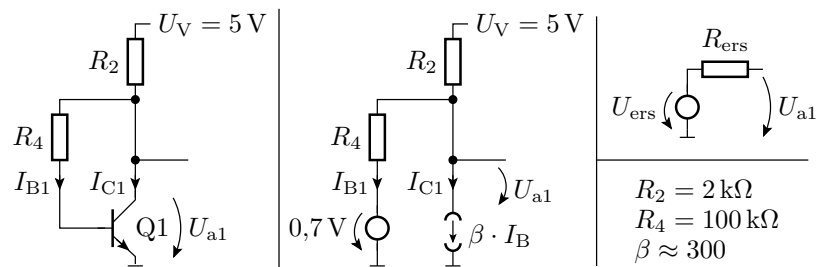 U_V = 5 V
R_2
R_4
I_B1
I_C1
Q1
U_a1
U_V = 5 V
R_2
R_4
I_B1
I_C1
U_a1
0,7 V
β · I_B
R_ers
U_ers
U_a1
R_2 = 2 kΩ
R_4 = 100 kΩ
β ≈ 300